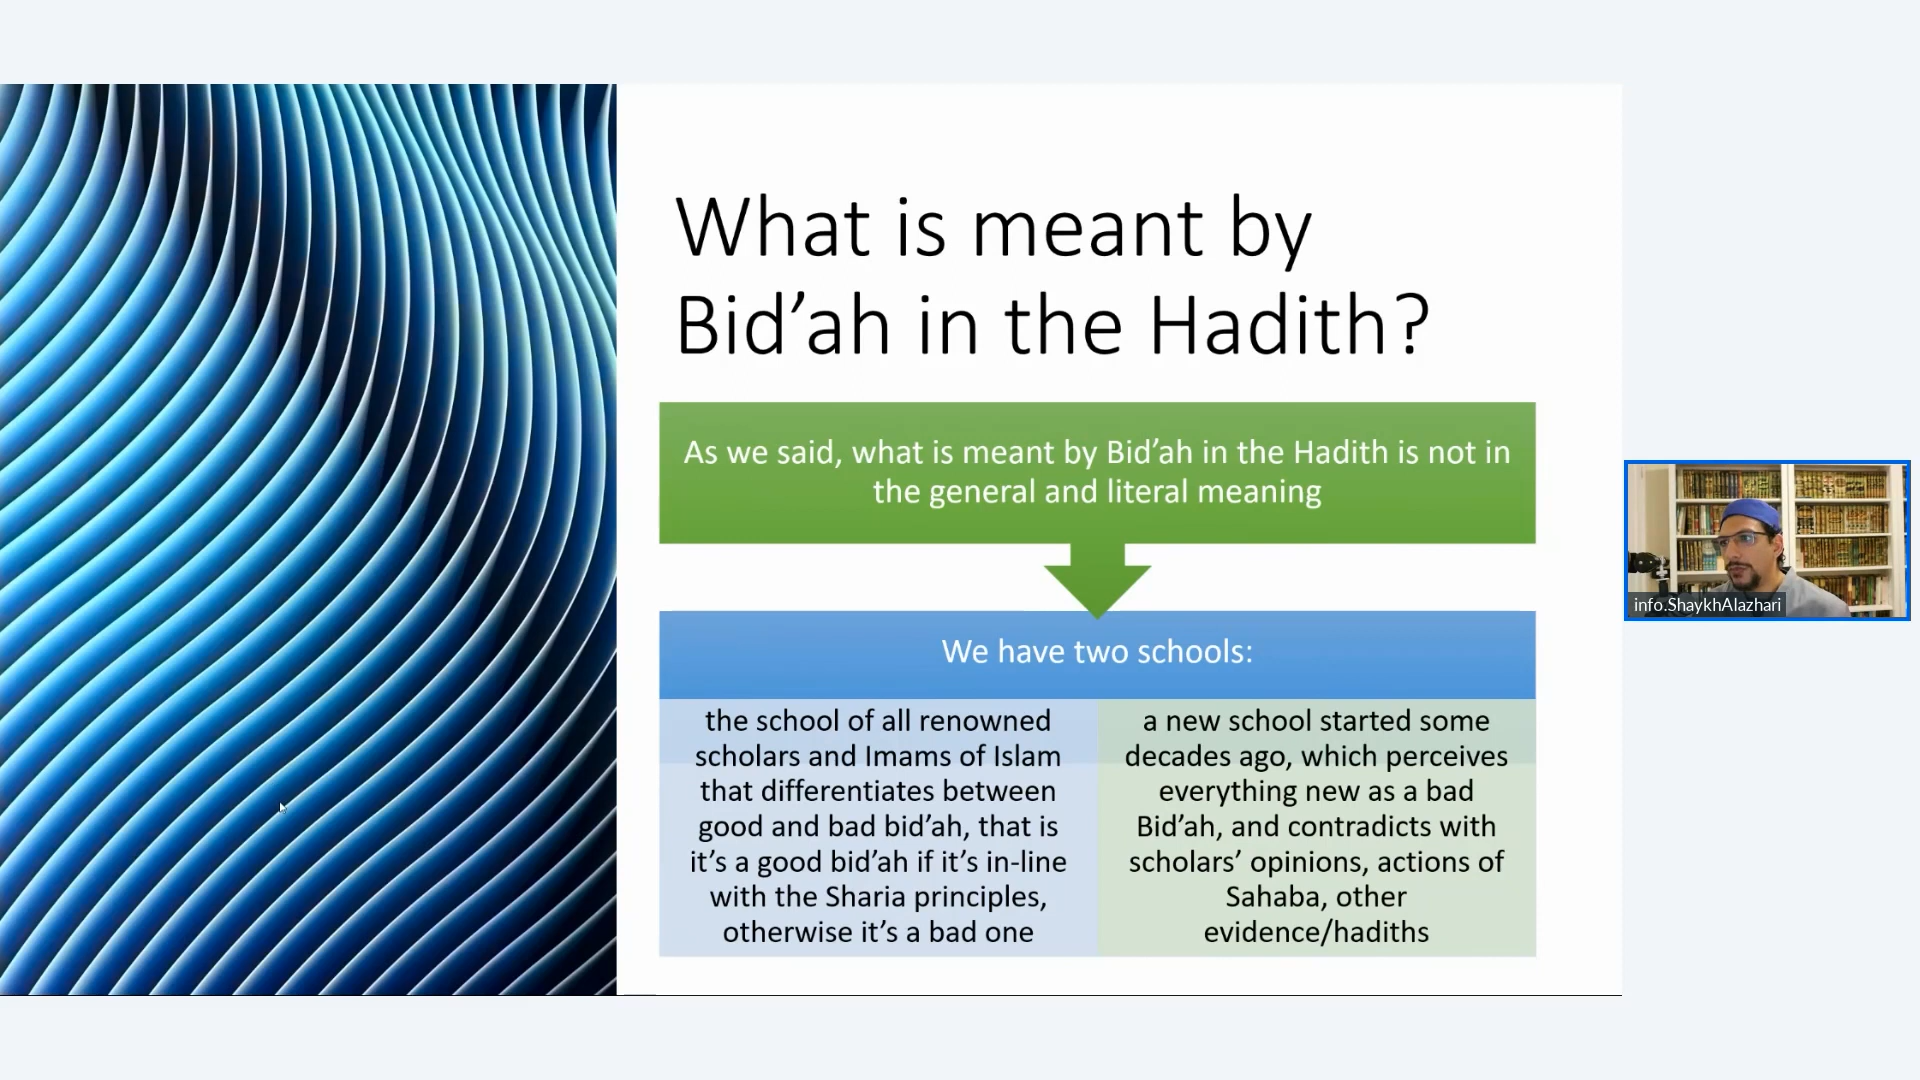 What is meant by
Bid’ah in the Hadith?
As we said, what is meant by Bid’ah in the Hadith is not in
the general and literal meaning
We have two schools:
the school of all renowned
scholars and Imams of Islam
that differentiates between
good and bad bid’ah, that is
it’s a good bid’ah if it’s in-line
with the Sharia principles,
otherwise it’s a bad one
a new school started some
decades ago, which perceives
everything new as a bad
Bid’ah, and contradicts with
scholars’ opinions, actions of
Sahaba, other
evidence/hadiths
info.ShaykhAlazhari